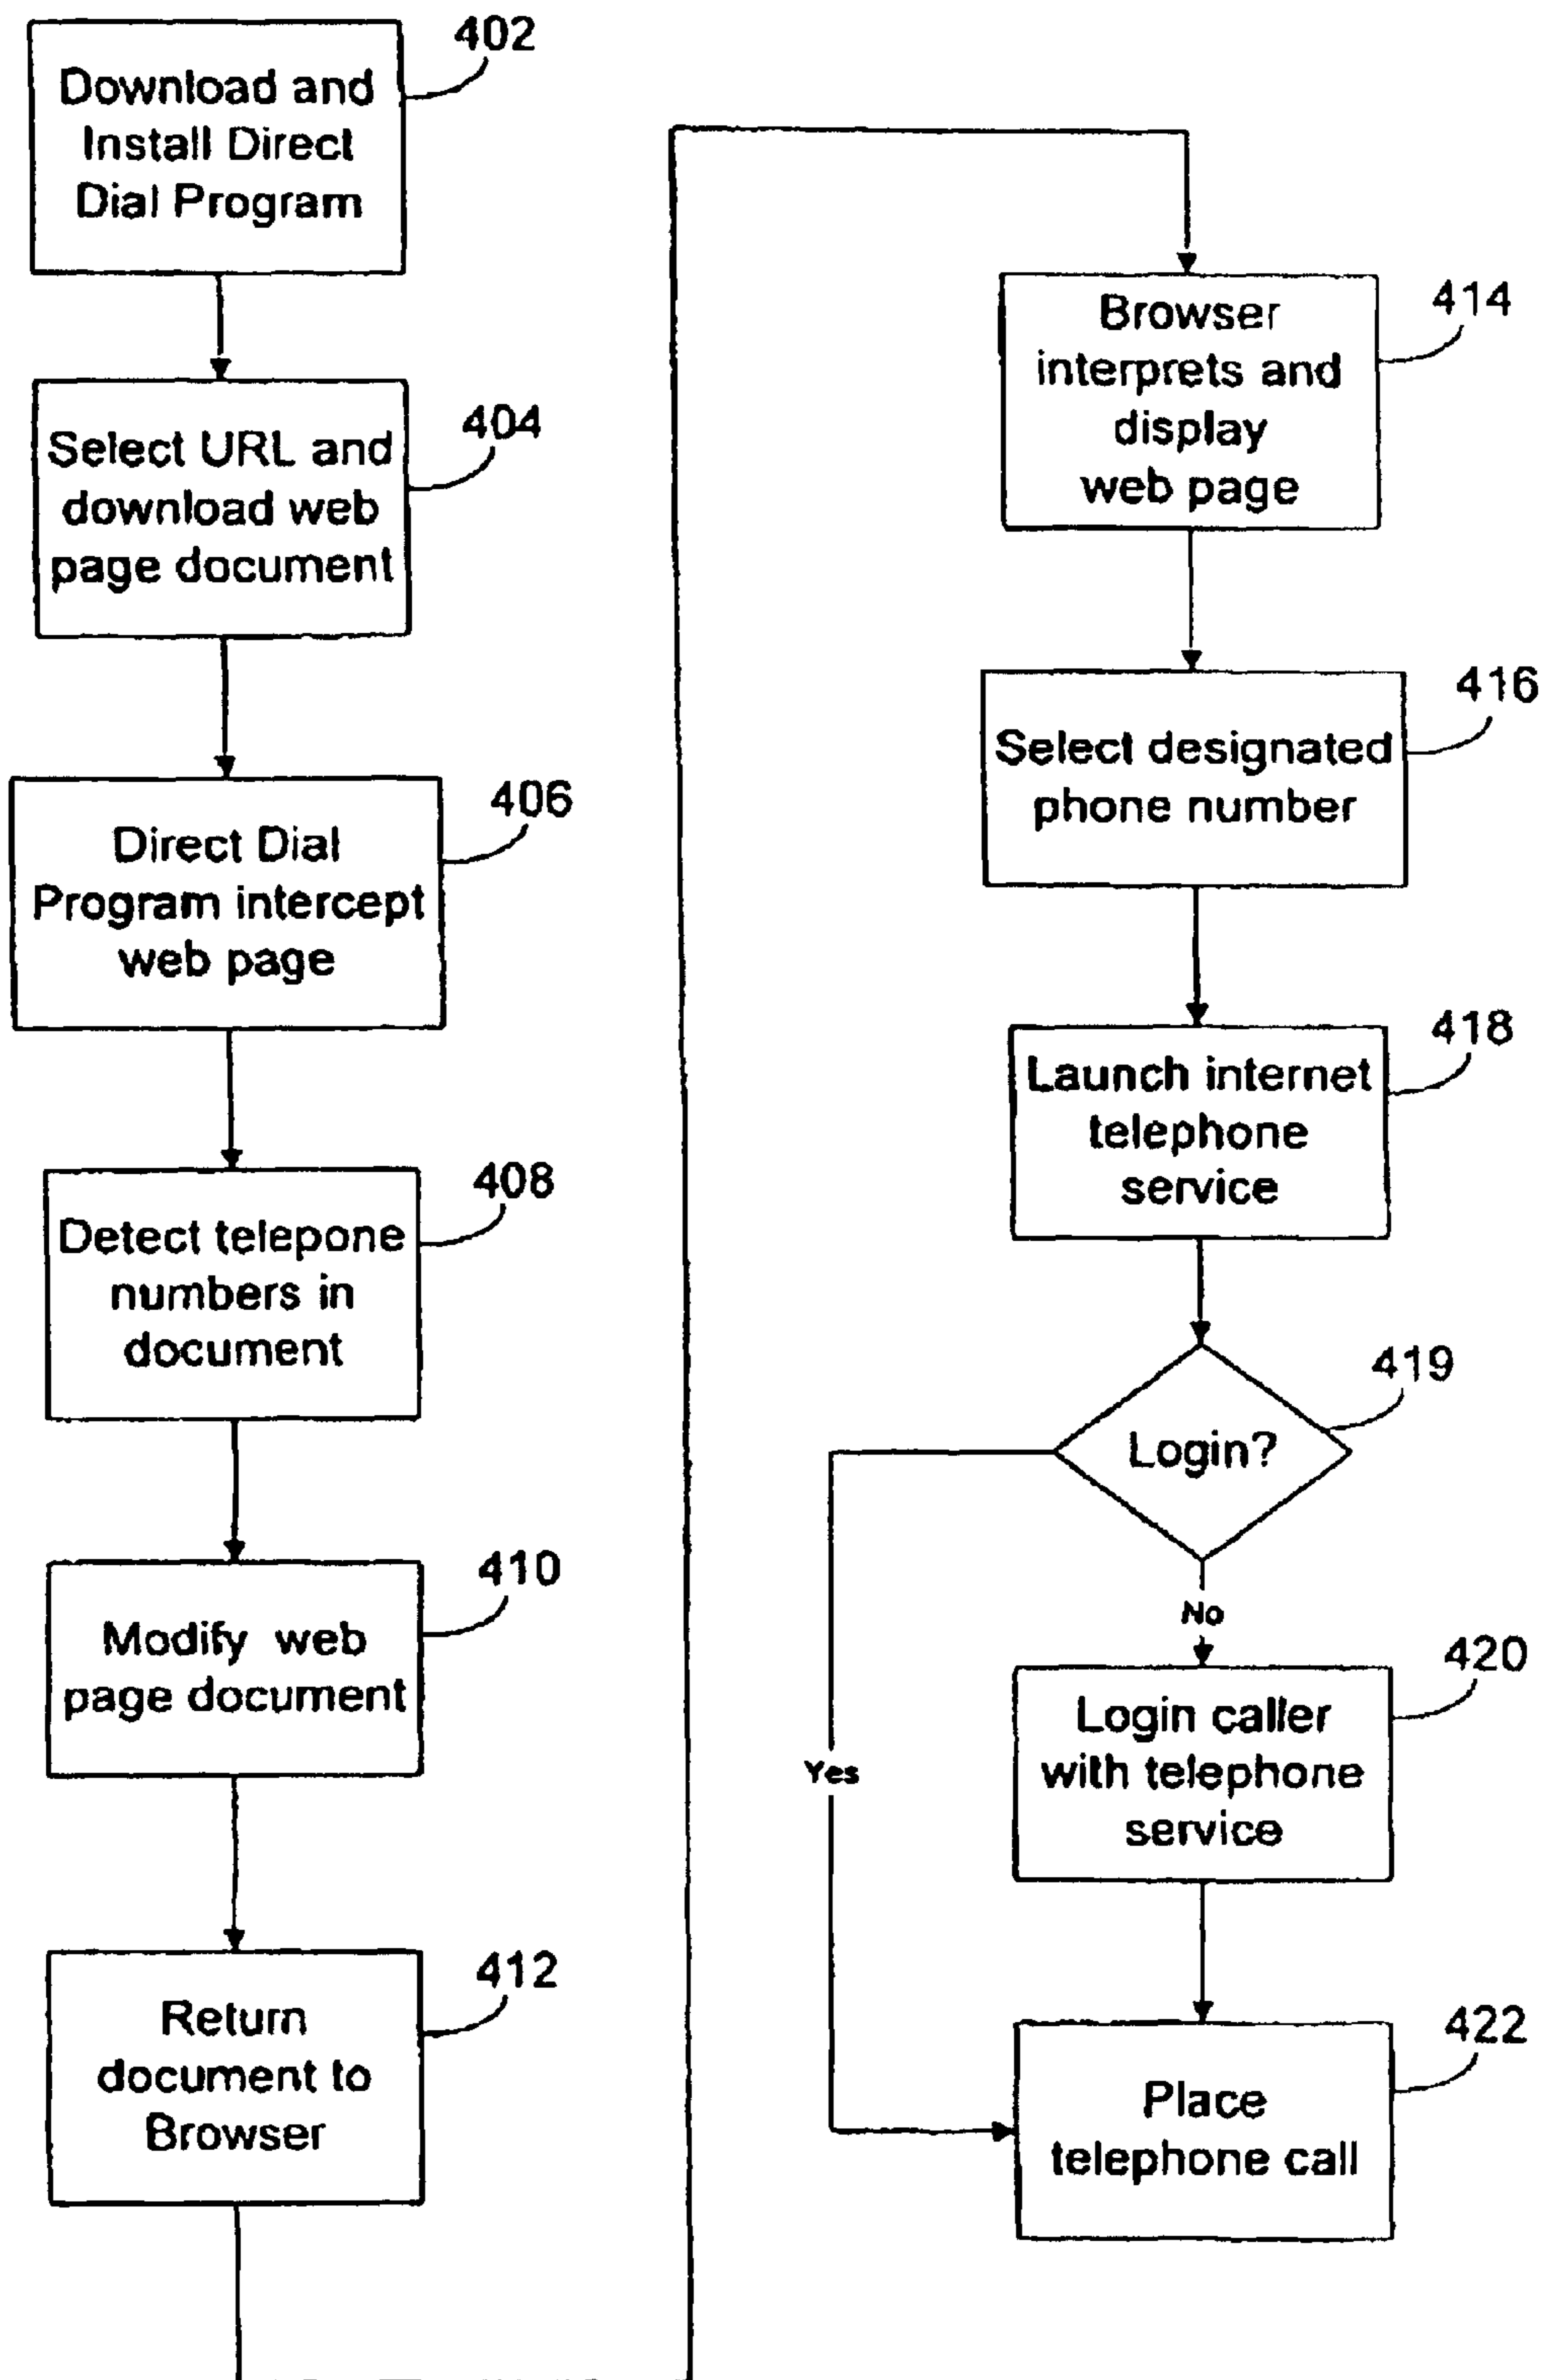 402
Download and
Install Direct
Dial Program
404
Select URL and
download web
page document
406
Direct Dial
Program intercept
web page
408
Detect telepone
numbers in
document
410
Modify web
page document
412
Return
document to
Browser
414
Browser
interprets and
display
web page
416
Select designated
phone number
418
Launch internet
telephone
service
419
Login?
No
Yes
420
Login caller
with telephone
service
422
Place
telephone call